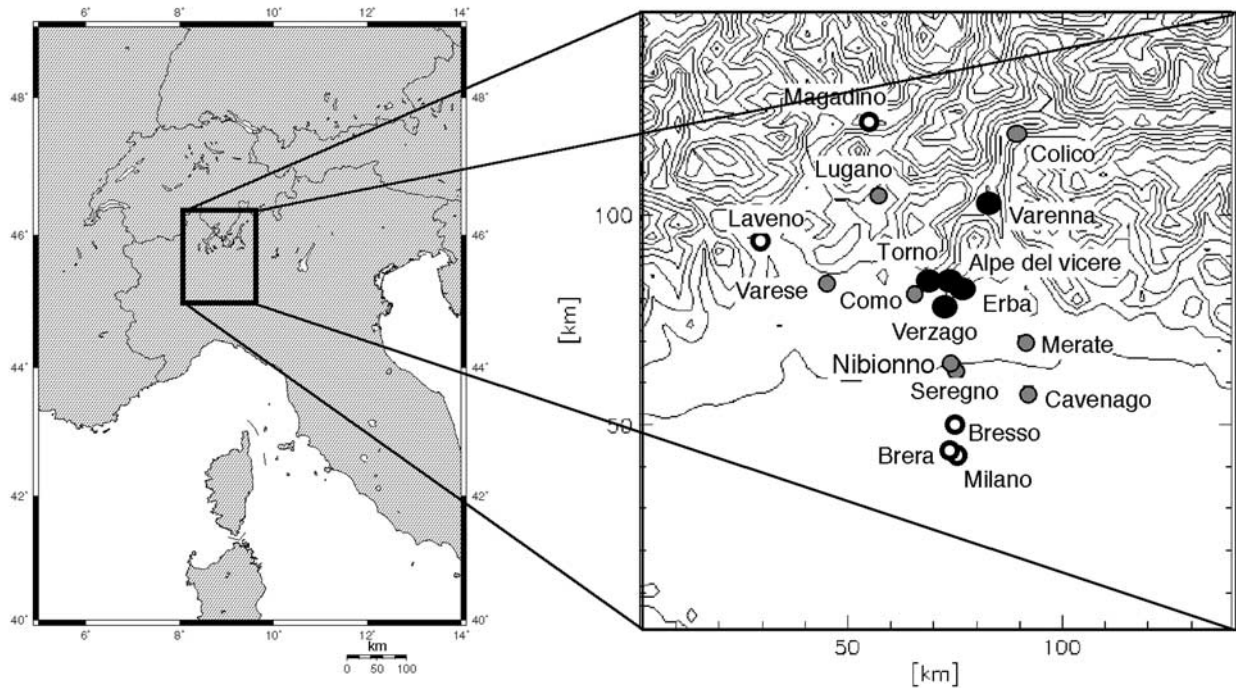 6˚ 8˚ 10˚ 12˚ 14˚
48˚ 48˚
46˚ 46˚
44˚ 44˚
42˚ 42˚
40˚ 40˚
6˚ 8˚ 10˚ 12˚ 14˚
km
0 50 100
Magadino
Colico
Lugano
Varenna
100
Laveno
Torno
Alpe del vicere
Varese
Como
Erba
Verzago
[km]
Merate
Nibionno
Seregno
Cavenago
50
Bresso
Brera
Milano
50 100
[km]